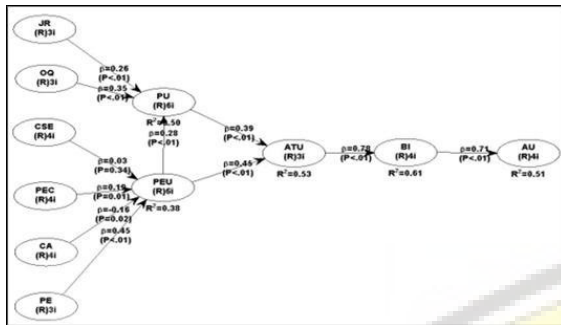 JR
(R)3i
β=0.26
(P<.01)
OQ
(R)3i
β=0.35
(P<.01)
PU
(R)6i
R²=0.50
β=0.28
(P<.01)
β=0.39
(P<.01)
CSE
(R)4i
β=0.03
(P=0.34)
PEC
(R)4i
β=0.19
(P=0.01)
PEU
(R)6i
R²=0.38
β=0.46
(P<.01)
ATU
(R)3i
R²=0.53
β=0.78
(P<.01)
BI
(R)4i
R²=0.61
β=0.71
(P<.01)
AU
(R)4i
R²=0.51
CA
(R)4i
β=-0.16
(P=0.02)
β=0.45
(P<.01)
PE
(R)3i